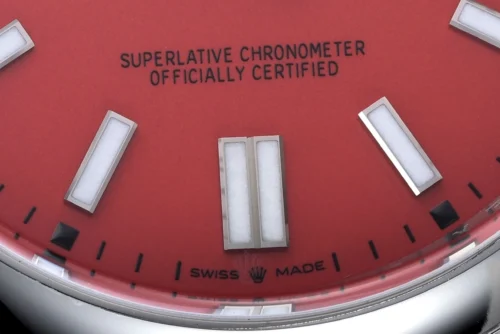 SUPERLATIVE CHRONOMETER
OFFICIALLY CERTIFIED
SWISS MADE